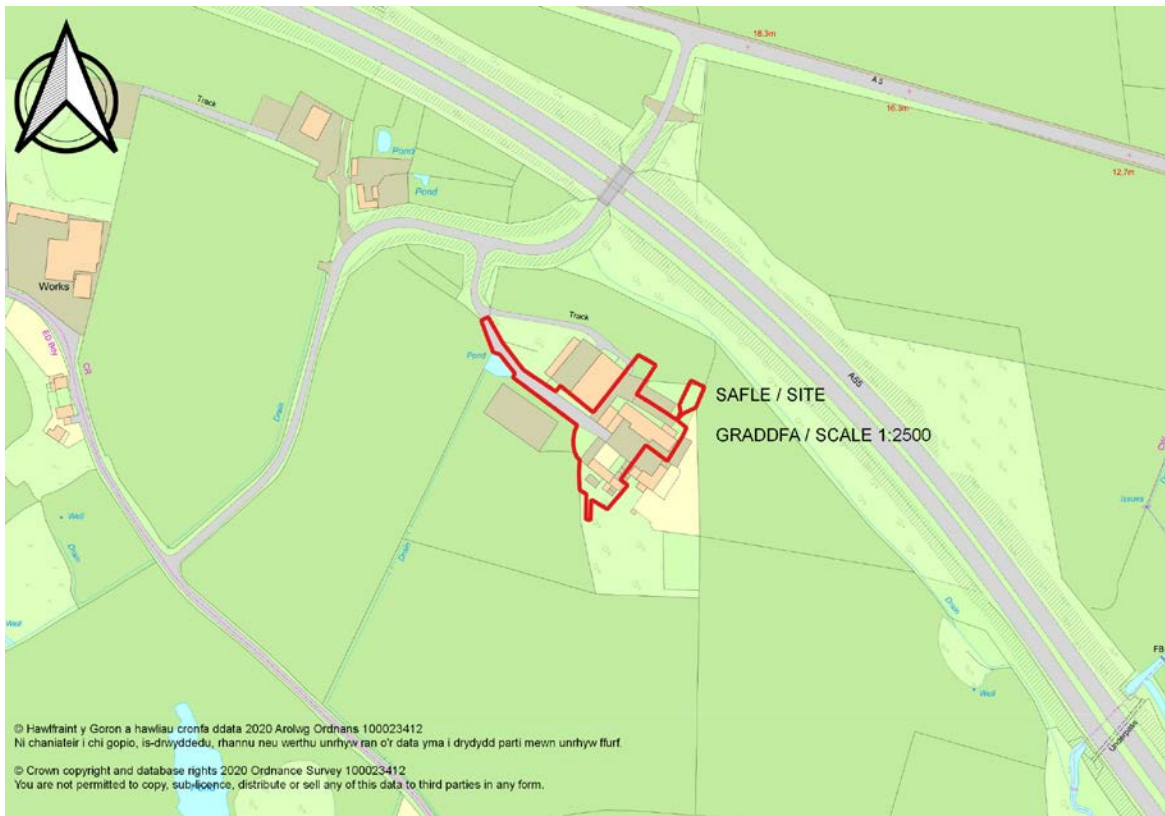 18.3m
A 5
16.3m
12.7m
Track
Pond
Pond
Works
ED Bdy
CR
Track
Pond
SAFLE / SITE
A55
GRADDFA / SCALE 1:2500
Drain
Issues
Well
Drain
Drain
Drain
Well
Well
FB
Underpass
© Hawlfraint y Goron a hawliau cronfa ddata 2020 Arolwg Ordnans 100023412
Ni chaniateir i chi gopio, is-drwyddedu, rhannu neu werthu unrhyw ran o'r data yma i drydydd parti mewn unrhyw ffurf
© Crown copyright and database rights 2020 Ordnance Survey 100023412
You are not permitted to copy, sub-licence, distribute or sell any of this data to third parties in any form.